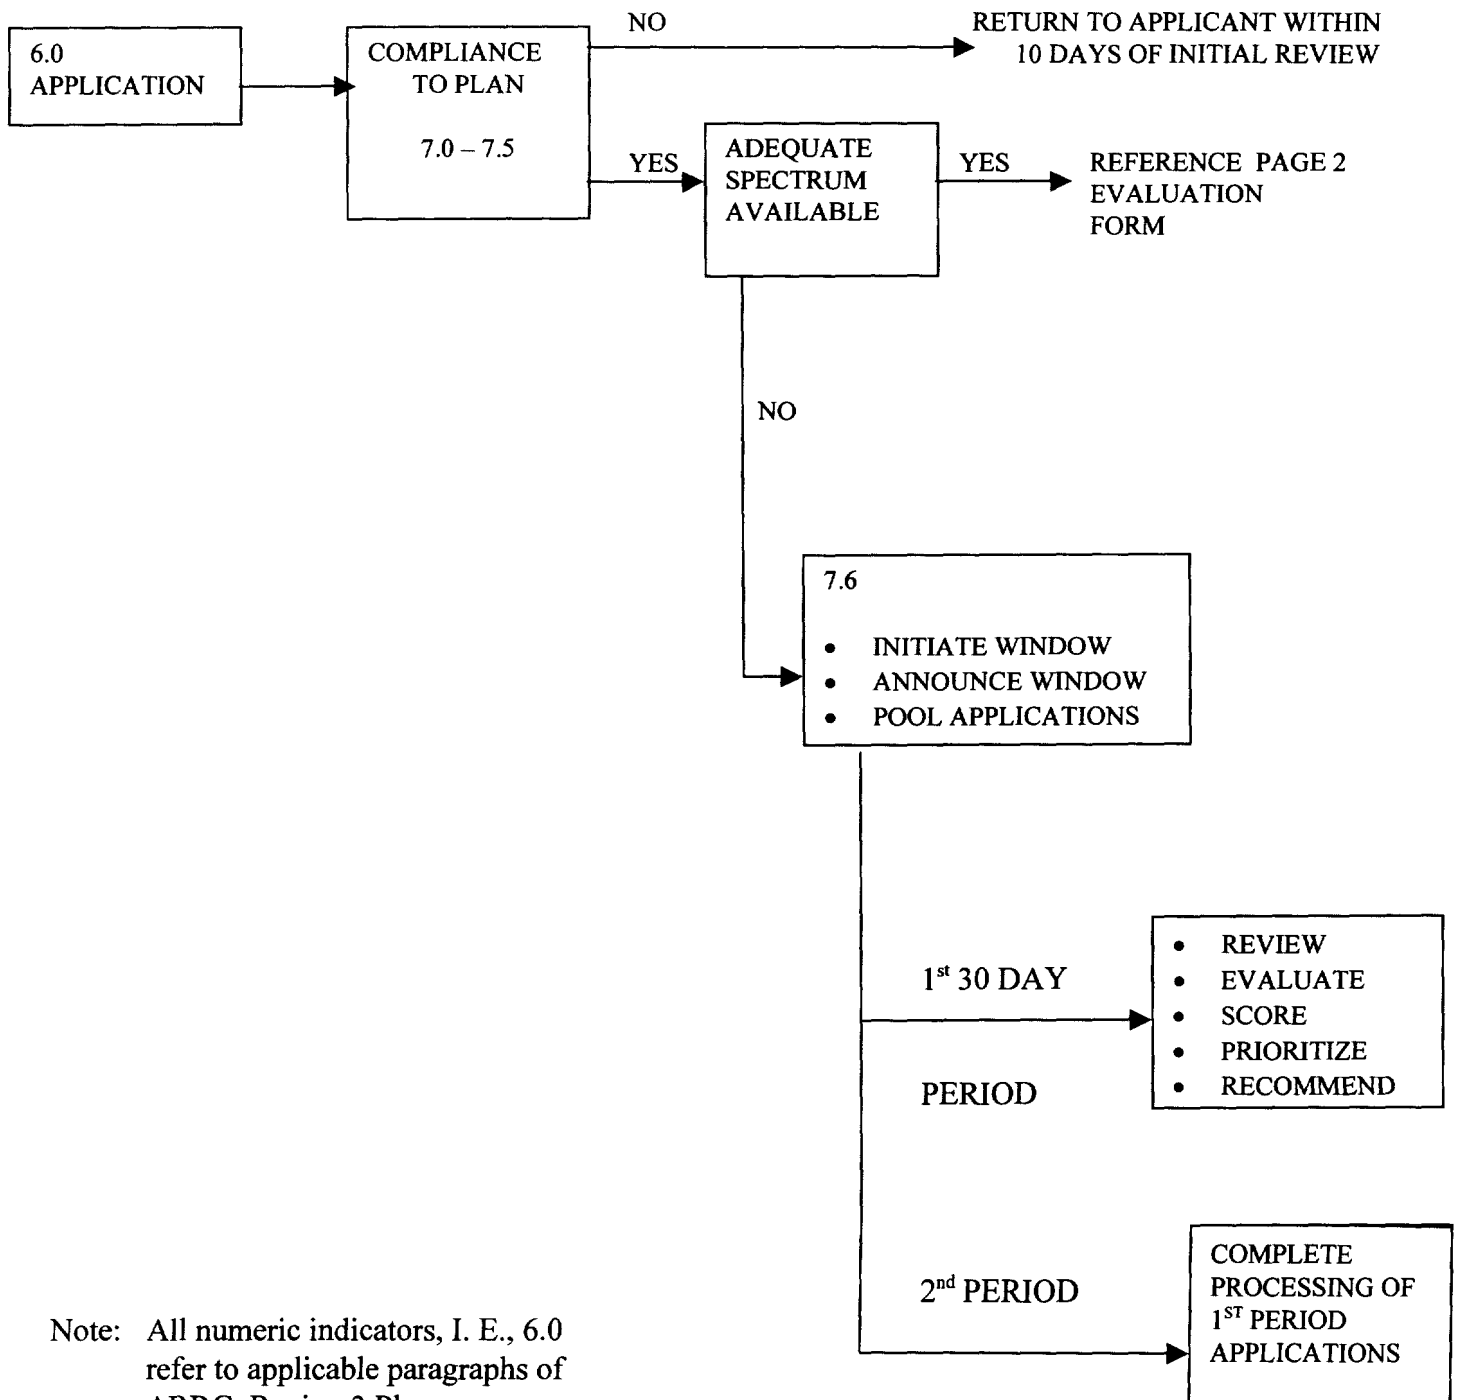 6.0
APPLICATION
COMPLIANCE
TO PLAN
7.0 – 7.5
NO
RETURN TO APPLICANT WITHIN
10 DAYS OF INITIAL REVIEW
YES
ADEQUATE
SPECTRUM
AVAILABLE
YES
REFERENCE PAGE 2
EVALUATION
FORM
NO
7.6
• INITIATE WINDOW
• ANNOUNCE WINDOW
• POOL APPLICATIONS
1st 30 DAY
PERIOD
• REVIEW
• EVALUATE
• SCORE
• PRIORITIZE
• RECOMMEND
2nd PERIOD
COMPLETE
PROCESSING OF
1ST PERIOD
APPLICATIONS
Note: All numeric indicators, I. E., 6.0
refer to applicable paragraphs of